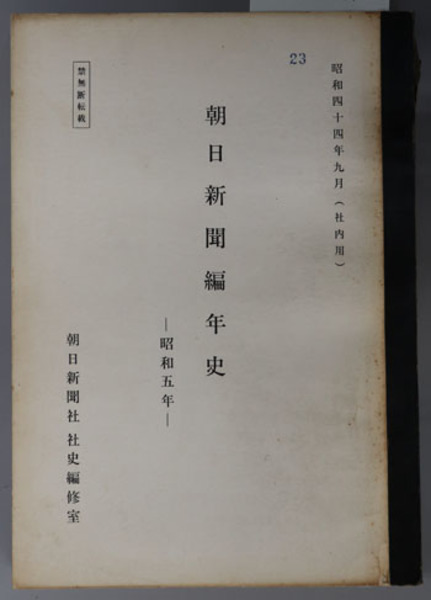 23
昭和四十四年九月(社内用)
朝日新聞編年史
―昭和五年―
禁無断転載
朝日新聞社 社史編修室